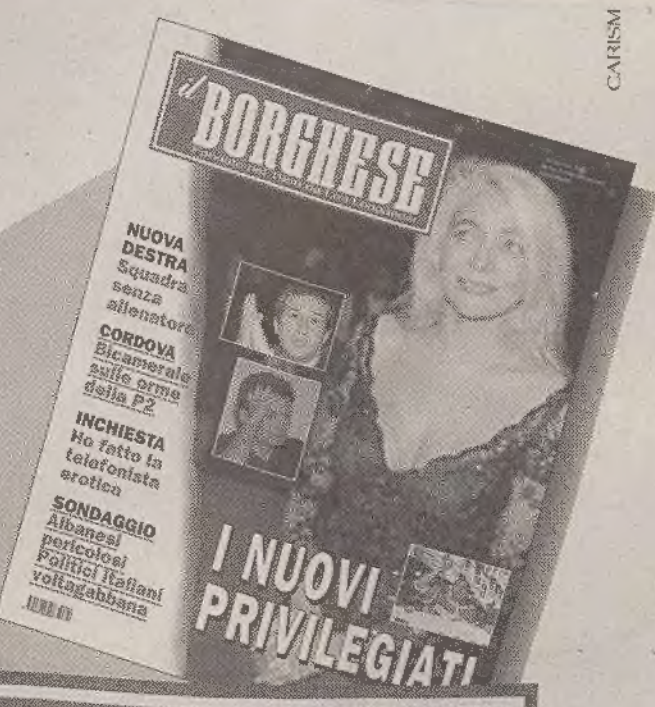 CARISM
il
BORGHESE
NUOVA
DESTRA
Squadra
senza
allenatore
CORDOVA
Bicamerale
sulle orme
della P2
INCHIESTA
Ho fatto la
telefonista
erotica
SONDAGGIO
Albanesi
pericolosi
Politici italiani
voltagabbana
I NUOVI
PRIVILEGIATI